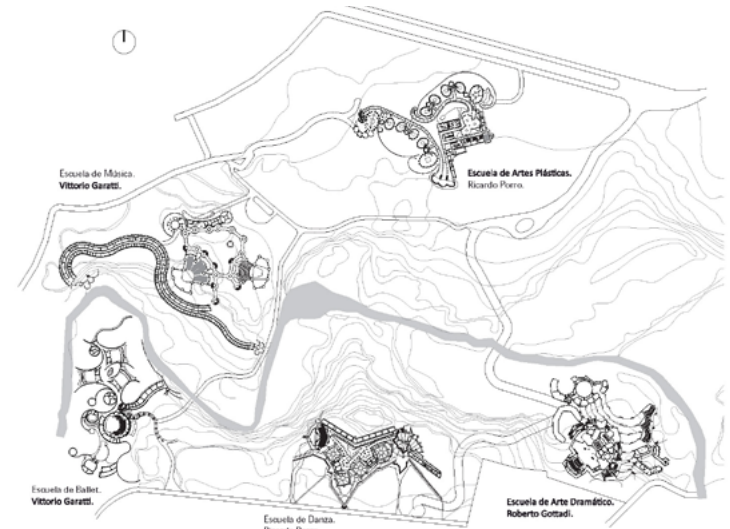 Escuela de Música.
Vittorio Garatti.
Escuela de Artes Plásticas.
Ricardo Porro.
Escuela de Ballet.
Vittorio Garatti.
Escuela de Arte Dramático.
Roberto Gottadi.
Escuela de Danza.